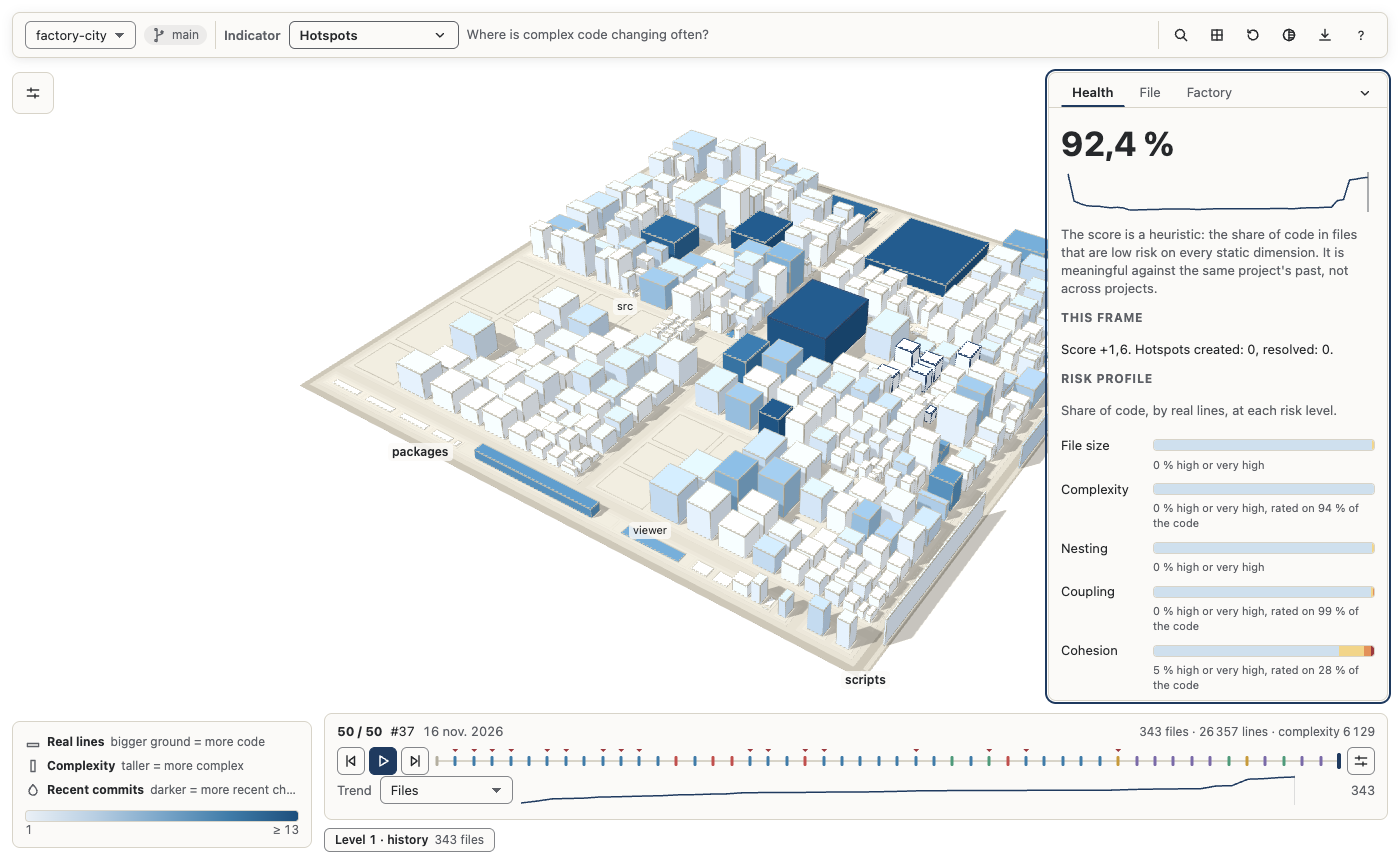 factory-city
main
Indicator
Hotspots
Where is complex code changing often?
?
Health
File
Factory
92,4 %
The score is a heuristic: the share of code in files
that are low risk on every static dimension. It is
meaningful against the same project's past, not
across projects.
THIS FRAME
Score +1,6. Hotspots created: 0, resolved: 0.
RISK PROFILE
Share of code, by real lines, at each risk level.
File size
0 % high or very high
Complexity
0 % high or very high, rated on 94 % of
the code
Nesting
0 % high or very high
Coupling
0 % high or very high, rated on 99 % of
the code
Cohesion
5 % high or very high, rated on 28 % of
the code
src
packages
viewer
scripts
Real lines bigger ground = more code
Complexity taller = more complex
Recent commits darker = more recent ch…
1
≥ 13
50 / 50 #37 16 nov. 2026
343 files · 26 357 lines · complexity 6 129
Trend
Files
343
Level 1 · history 343 files